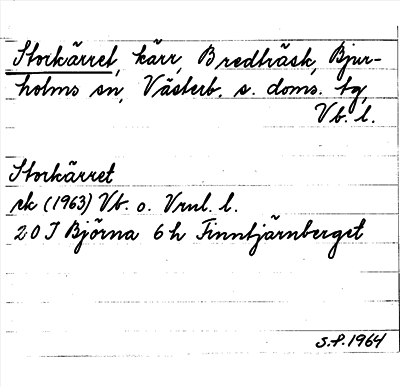 Storkärret, kärr, Bredträsk, Bjur-
holms sn, Västerb. s. doms. tg,
Vb. l.
Storkärret
rk (1963) Vb. o. Vrnl. l.
20 J Björna 6 h Finntjärnberget
S.P. 1964